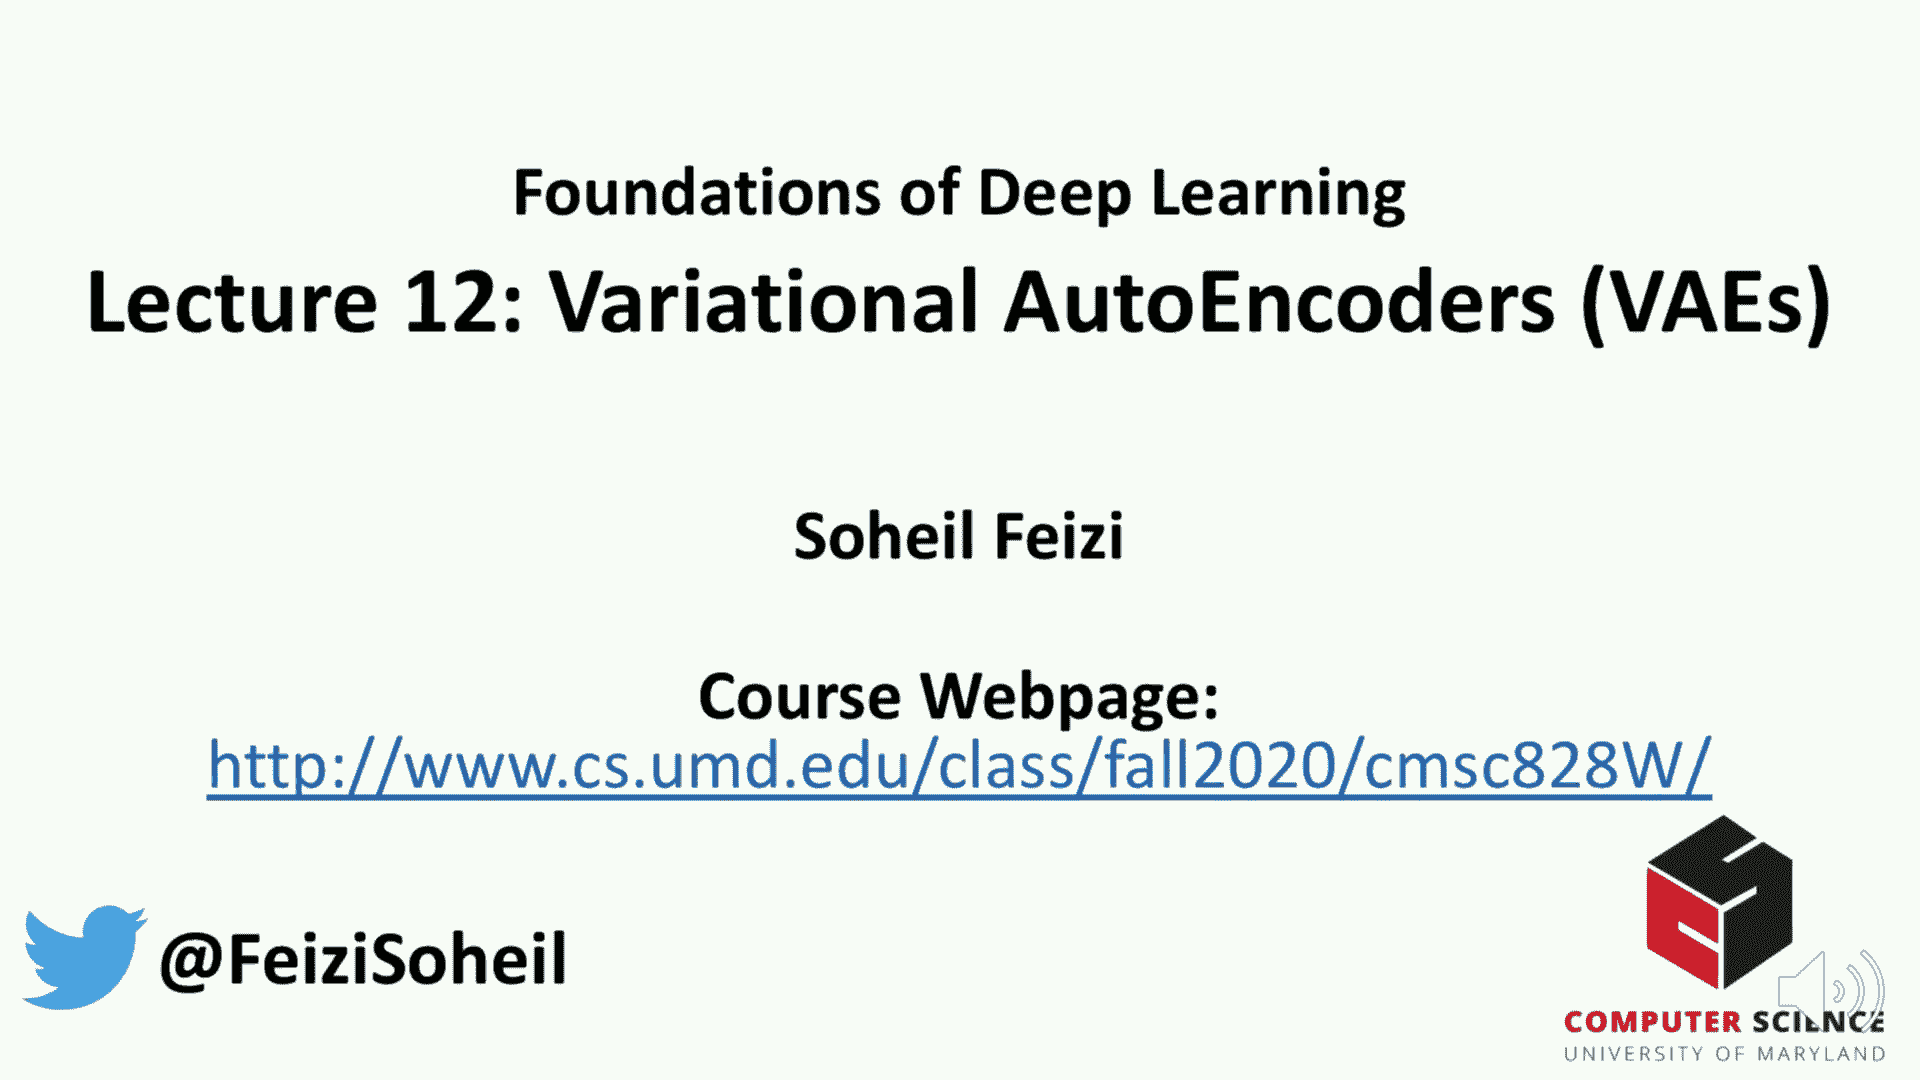 Foundations of Deep Learning
Lecture 12: Variational AutoEncoders (VAEs)
Soheil Feizi
Course Webpage:
http://www.cs.umd.edu/class/fall2020/cmsc828W/
@FeiziSoheil
COMPUTER SCIENCE
UNIVERSITY OF MARYLAND